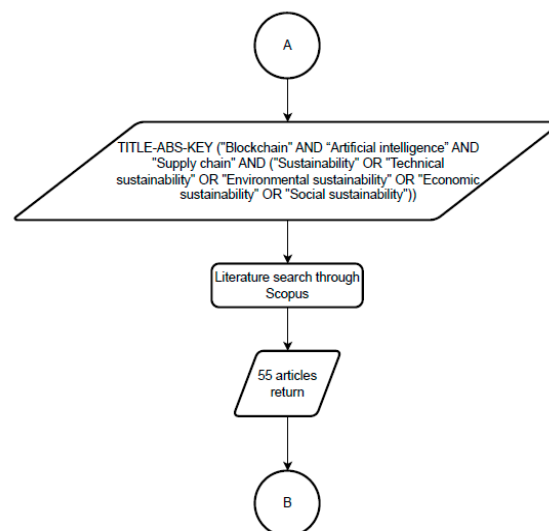 A
TITLE-ABS-KEY ("Blockchain" AND “Artificial intelligence” AND
"Supply chain" AND ("Sustainability" OR "Technical
sustainability" OR "Environmental sustainability" OR "Economic
sustainability" OR "Social sustainability"))
Literature search through
Scopus
55 articles
return
B